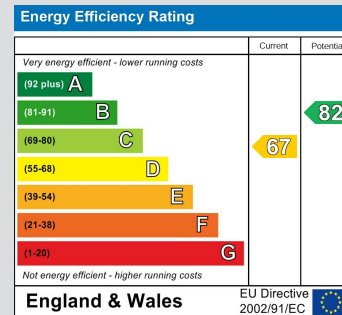 Energy Efficiency Rating
Current Potentia
Very energy efficient - lower running costs
(92 plus) A
(81-91) B 82
(69-80) C 67
(55-68) D
(39-54) E
(21-38) F
(1-20) G
Not energy efficient - higher running costs
England & Wales
EU Directive
2002/91/EC